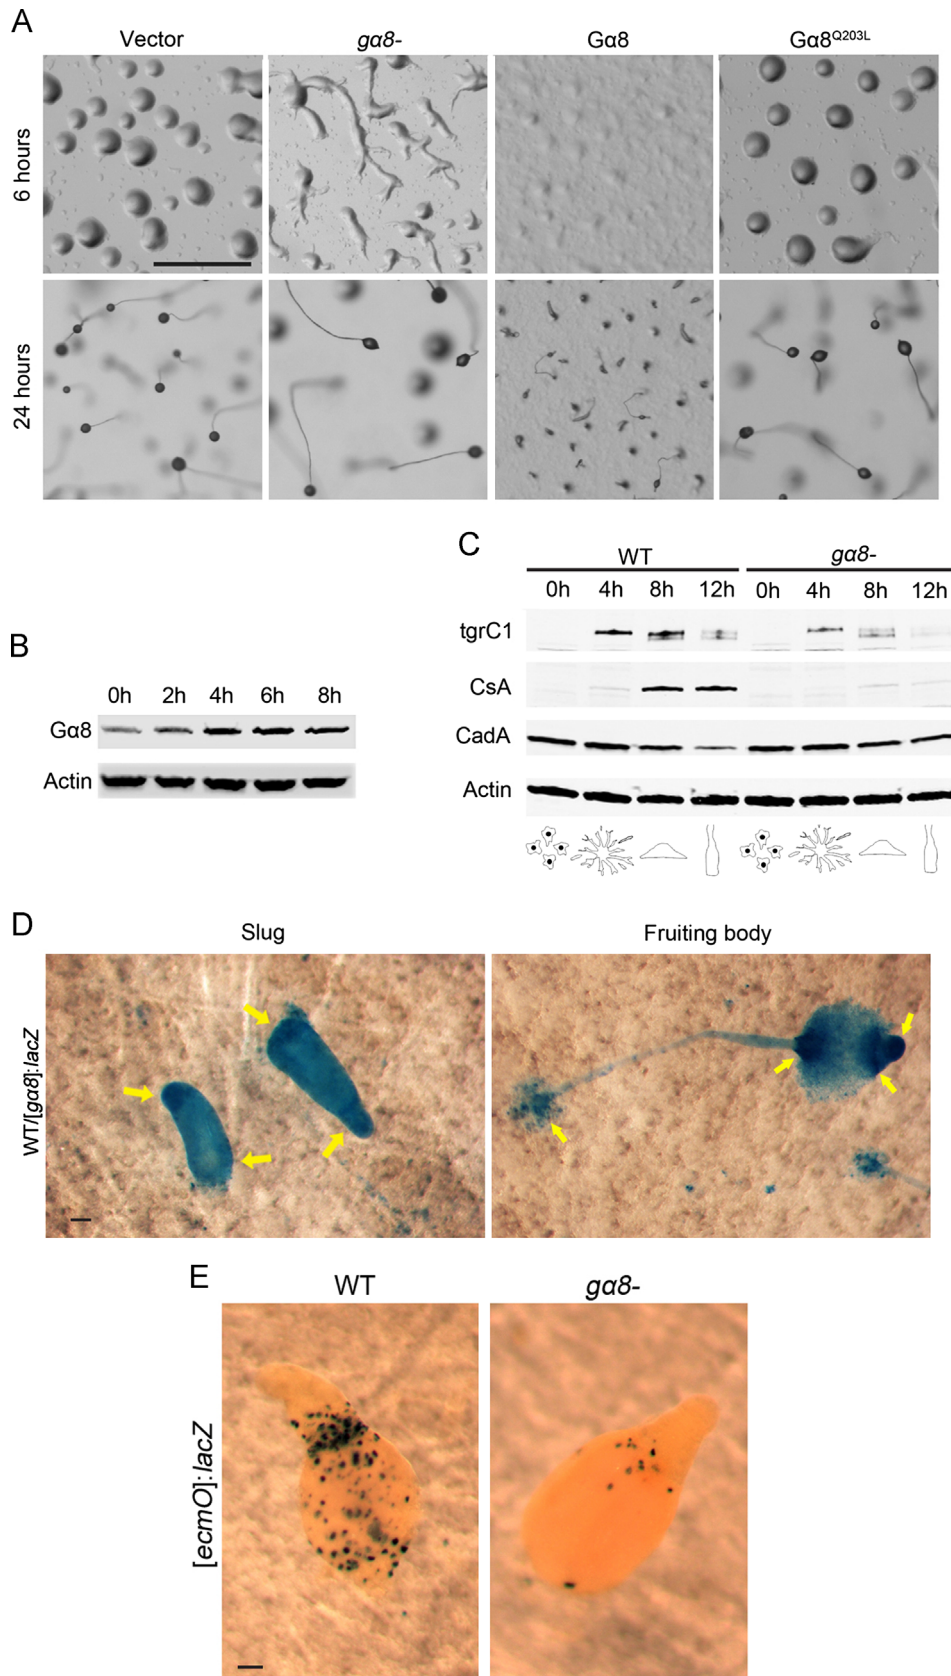 A
Vector gα8- Gα8 Gα8Q203L
6 hours
24 hours
B
0h 2h 4h 6h 8h
Gα8
Actin
C
WT gα8-
0h 4h 8h 12h 0h 4h 8h 12h
tgrC1
CsA
CadA
Actin
D
Slug Fruiting body
WT/[gα8]:lacZ
E
WT gα8-
[ecmO]:lacZ